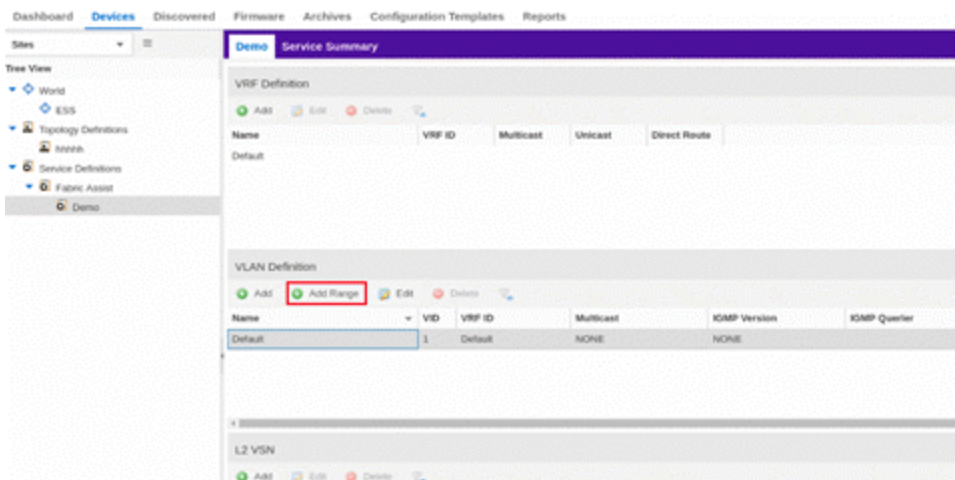 Dashboard Devices Discovered Firmware Archives Configuration Templates Reports
Sites
Demo Service Summary
Tree View
World
ESS
Topology Definitions
hhhhh
Service Definitions
Fabric Assist
Demo
VRF Definition
Add Edit Delete
Name VRF ID Multicast Unicast Direct Route
Default
VLAN Definition
Add Add Range Edit Delete
Name VID VRF ID Multicast IGMP Version IGMP Querier
Default 1 Default NONE NONE
L2 VSN
Add Edit Delete